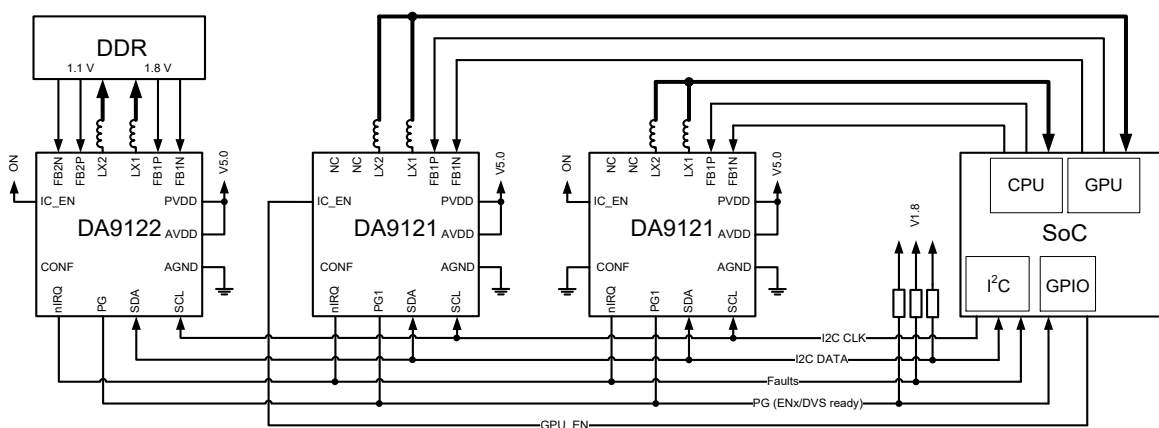 DDR
1.1 V 1.8 V
FB2N FB2P LX2 LX1 FB1P FB1N
ON
V5.0
IC_EN PVDD
DA9122
AVDD
CONF AGND
nIRQ PG SDA SCL
NC NC LX2 LX1 FB1P FB1N
V5.0
IC_EN PVDD
DA9121
AVDD
CONF AGND
nIRQ PG1 SDA SCL
NC NC LX2 LX1 FB1P FB1N
ON
V5.0
IC_EN PVDD
DA9121
AVDD
CONF AGND
nIRQ PG1 SDA SCL
V1.8
CPU GPU
SoC
I²C GPIO
I2C CLK
I2C DATA
Faults
PG (ENx/DVS ready)
GPU_EN